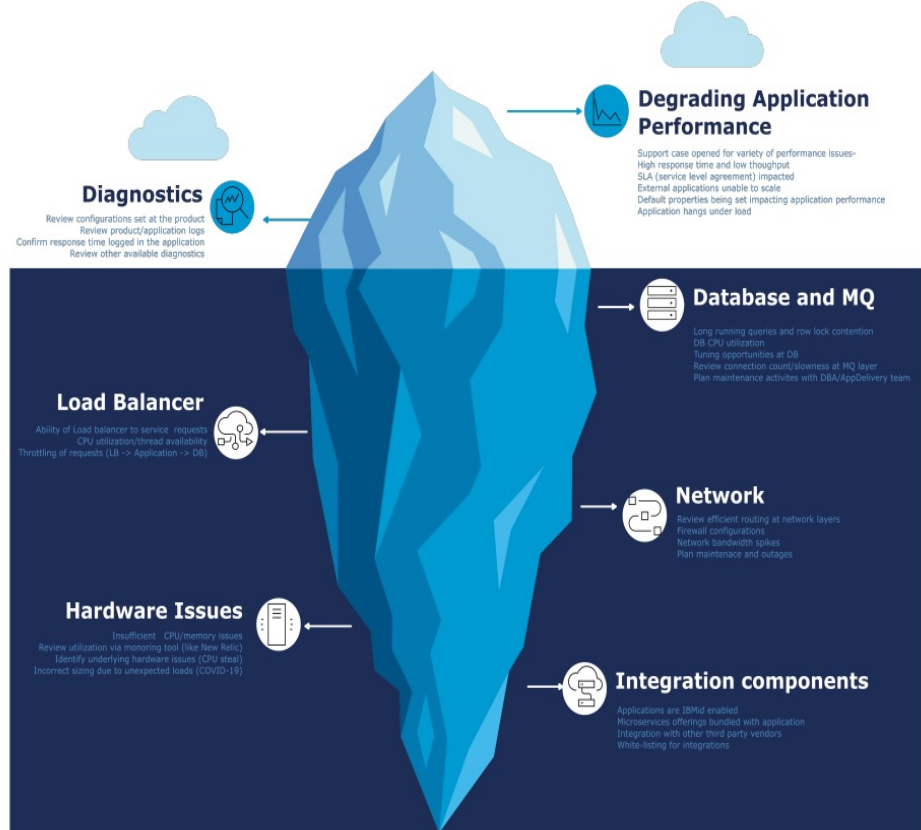 Degrading Application
Performance
Support case opened for variety of performance issues-
High response time and low thoughput
SLA (service level agreement) impacted
External applications unable to scale
Default properties being set impacting application performance
Application hangs under load
Diagnostics
Review configurations set at the product
Review product/application logs
Confirm response time logged in the application
Review other available diagnostics
Database and MQ
Long running queries and row lock contention
DB CPU utilization
Tuning opportunities at DB
Review connection count/slowness at MQ layer
Plan maintenance activites with DBA/AppDelivery team
Load Balancer
Ability of Load balancer to service requests
CPU utilization/thread availability
Throttling of requests (LB -> Application -> DB)
Network
Review efficient routing at network layers
Firewall configurations
Network bandwidth spikes
Plan maintenace and outages
Hardware Issues
Insufficient CPU/memory issues
Review utilization via monoring tool (like New Relic)
Identify underlying hardware issues (CPU steal)
Incorrect sizing due to unexpected loads (COVID-19)
Integration components
Applications are IBMid enabled
Microservices offerings bundled with application
Integration with other third party vendors
White-listing for integrations